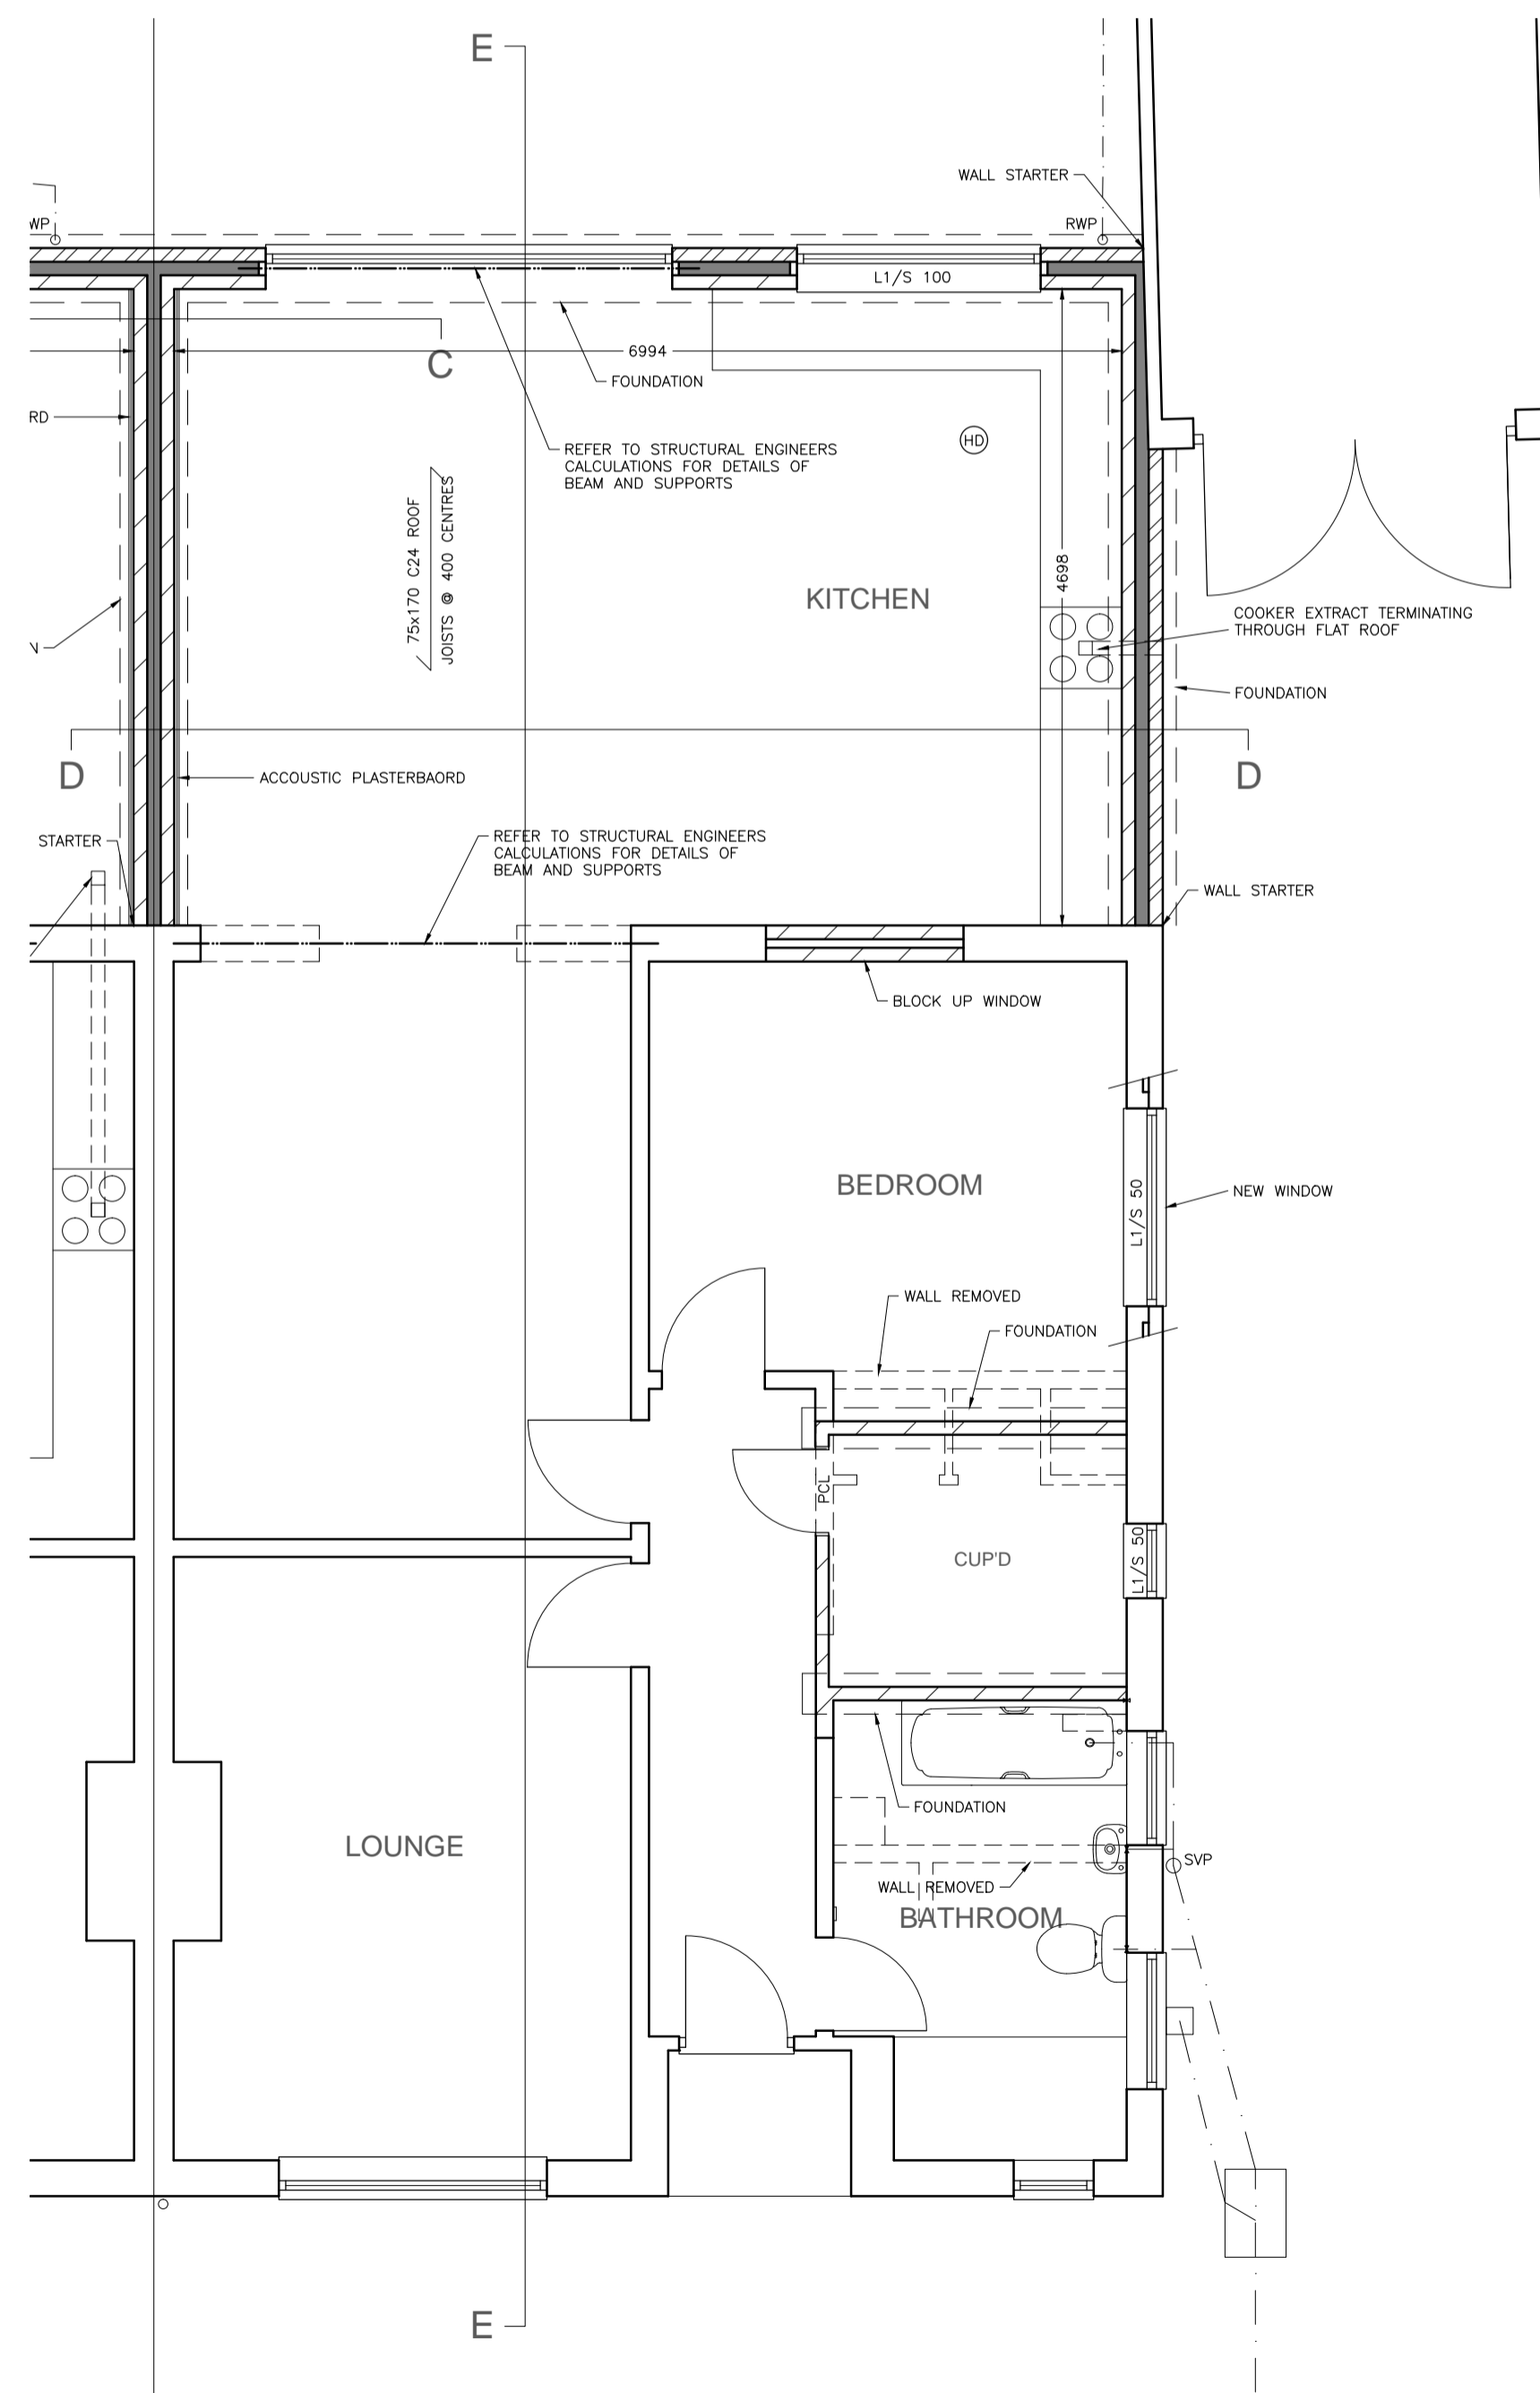 E
WALL STARTER
WP
RWP
L1/S 100
6994
C
FOUNDATION
RD
HD
REFER TO STRUCTURAL ENGINEERS
CALCULATIONS FOR DETAILS OF
BEAM AND SUPPORTS
75x170 C24 ROOF
JOISTS @ 400 CENTRES
4698
KITCHEN
COOKER EXTRACT TERMINATING
THROUGH FLAT ROOF
FOUNDATION
D
ACCOUSTIC PLASTERBAORD
D
STARTER
REFER TO STRUCTURAL ENGINEERS
CALCULATIONS FOR DETAILS OF
BEAM AND SUPPORTS
WALL STARTER
BLOCK UP WINDOW
BEDROOM
L1/S 50
NEW WINDOW
WALL REMOVED
FOUNDATION
PCL
CUP'D
L1/S 50
FOUNDATION
LOUNGE
SVP
WALL REMOVED
BATHROOM
E